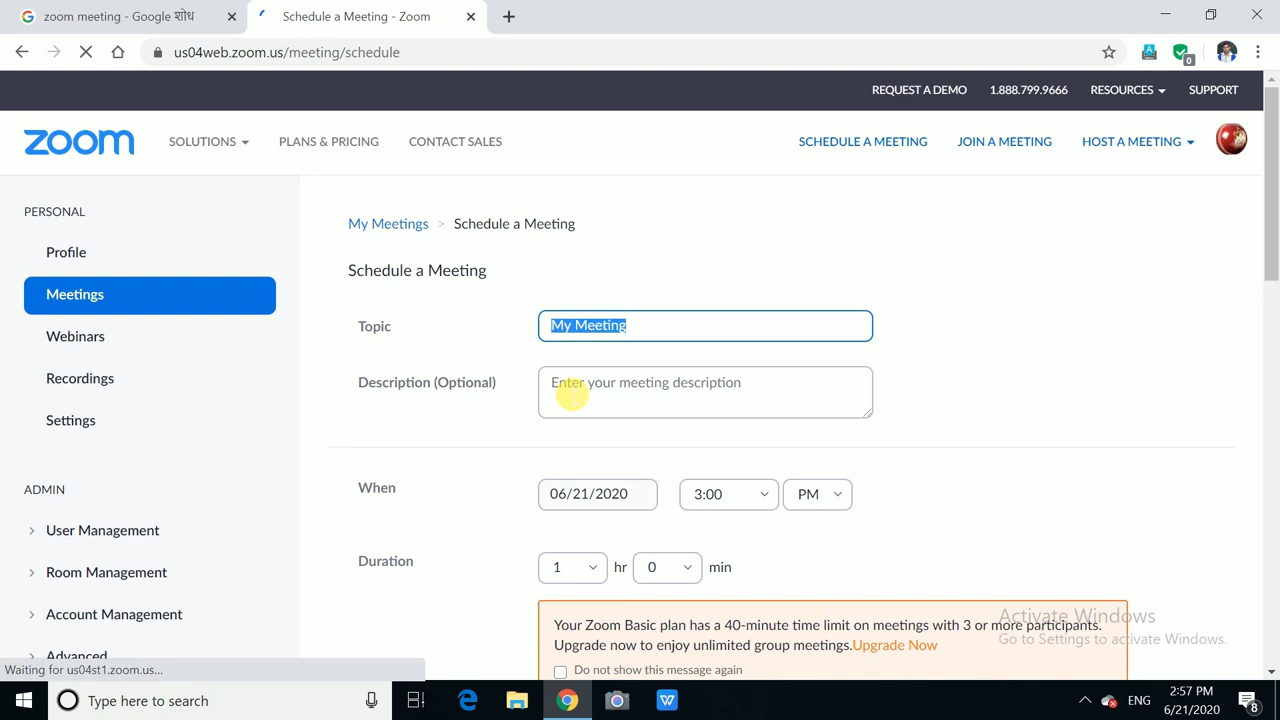 zoom meeting - Google शोध
Schedule a Meeting - Zoom
us04web.zoom.us/meeting/schedule
0
REQUEST A DEMO 1.888.799.9666 RESOURCES SUPPORT
zoom SOLUTIONS PLANS & PRICING CONTACT SALES SCHEDULE A MEETING JOIN A MEETING HOST A MEETING
PERSONAL
Profile
Meetings
Webinars
Recordings
Settings
ADMIN
User Management
Room Management
Account Management
Advanced
My Meetings > Schedule a Meeting
Schedule a Meeting
Topic My Meeting
Description (Optional) Enter your meeting description
When 06/21/2020 3:00 PM
Duration 1 hr 0 min
Your Zoom Basic plan has a 40-minute time limit on meetings with 3 or more participants.
Upgrade now to enjoy unlimited group meetings.Upgrade Now
Do not show this message again
Activate Windows
Go to Settings to activate Windows.
Waiting for us04st1.zoom.us...
Type here to search
ENG
2:57 PM
6/21/2020
8